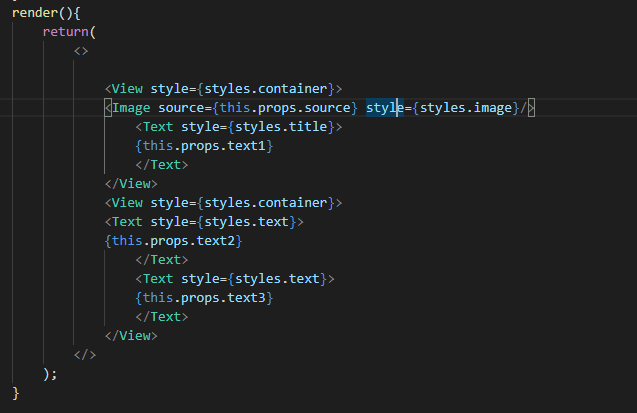 render(){
return(
<>
<View style={styles.container}>
<Image source={this.props.source} style={styles.image}/>
<Text style={styles.title}>
{this.props.text1}
</Text>
</View>
<View style={styles.container}>
<Text style={styles.text}>
{this.props.text2}
</Text>
<Text style={styles.text}>
{this.props.text3}
</Text>
</View>
</>
);
}